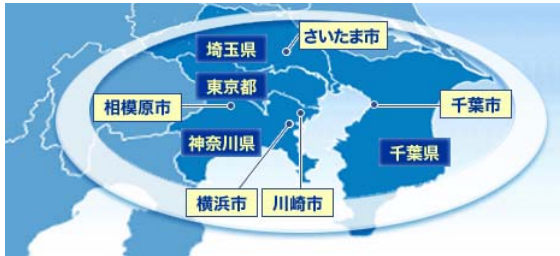 さいたま市
埼玉県
東京都
相模原市
千葉市
神奈川県
千葉県
横浜市
川崎市